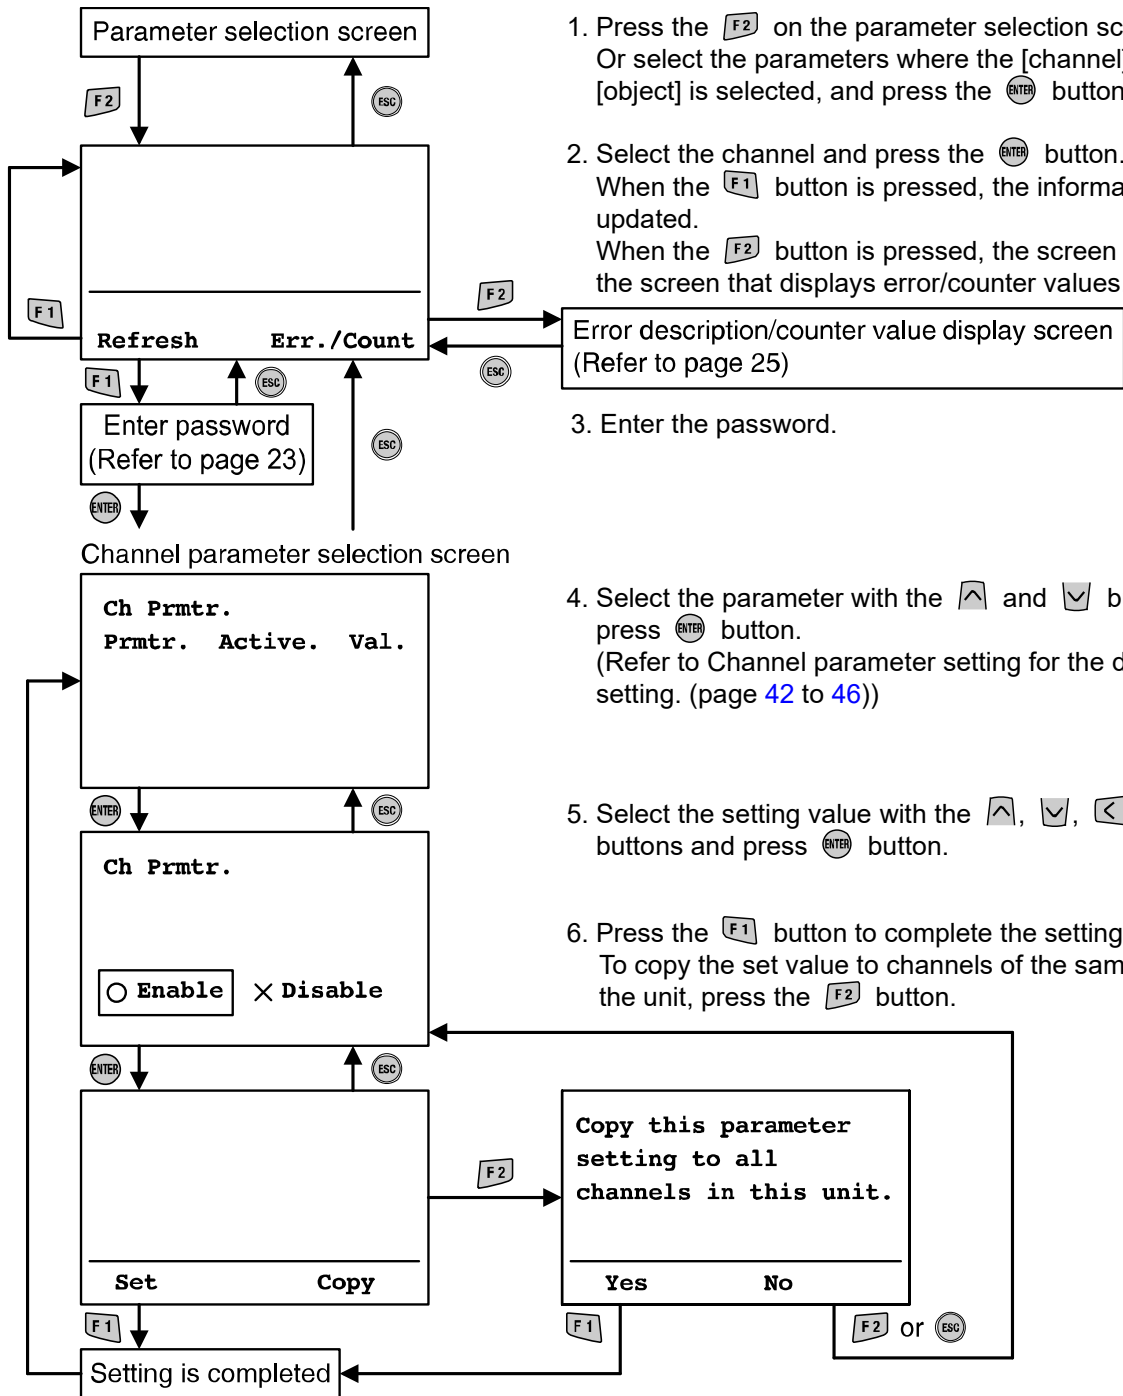 Parameter selection screen
F2
ESC
Refresh Err./Count
F1
F2
ESC
F1
ESC
Enter password
(Refer to page 23)
ESC
ENTER
Error description/counter value display screen
(Refer to page 25)
Channel parameter selection screen
Ch Prmtr.
Prmtr. Active. Val.
ENTER
ESC
Ch Prmtr.
Enable Disable
ENTER
ESC
Set Copy
F2
Copy this parameter
setting to all
channels in this unit.
Yes No
F1
F1
F2 or ESC
Setting is completed
1. Press the F2 on the parameter selection
Or select the parameters where the [channel]
[object] is selected, and press the ENTER button
2. Select the channel and press the ENTER button.
When the F1 button is pressed, the
updated.
When the F2 button is pressed, the screen
the screen that displays error/counter values
3. Enter the password.
4. Select the parameter with the and
press ENTER button.
(Refer to Channel parameter setting for the
setting. (page 42 to 46))
5. Select the setting value with the , ,
buttons and press ENTER button.
6. Press the F1 button to complete the setting
To copy the set value to channels of the
the unit, press the F2 button.